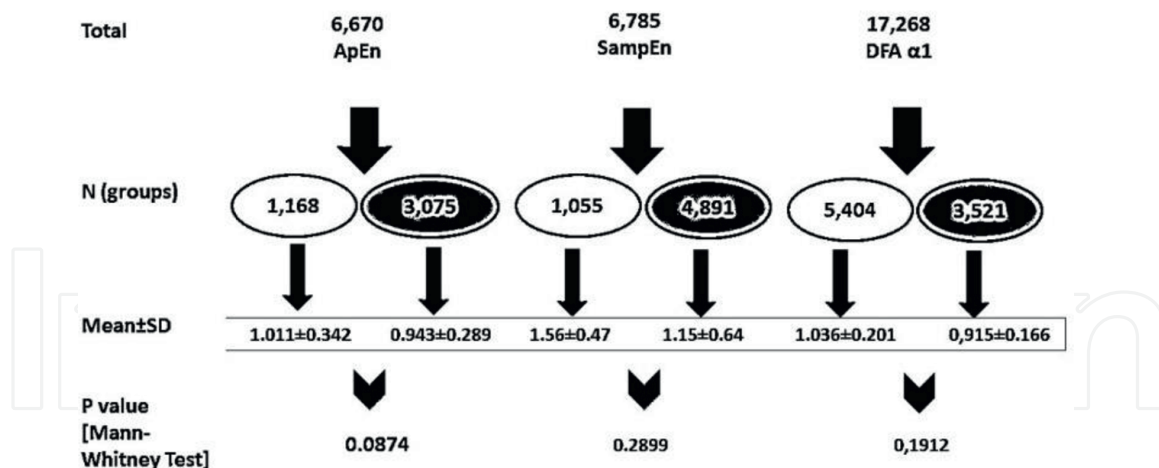 Total 6,670 6,785 17,268
ApEn SampEn DFA α1
N (groups) 1,168 3,075 1,055 4,891 5,404 3,521
Mean±SD 1.011±0.342 0.943±0.289 1.56±0.47 1.15±0.64 1.036±0.201 0,915±0.166
P value
[Mann-
Whitney Test] 0.0874 0.2899 0,1912